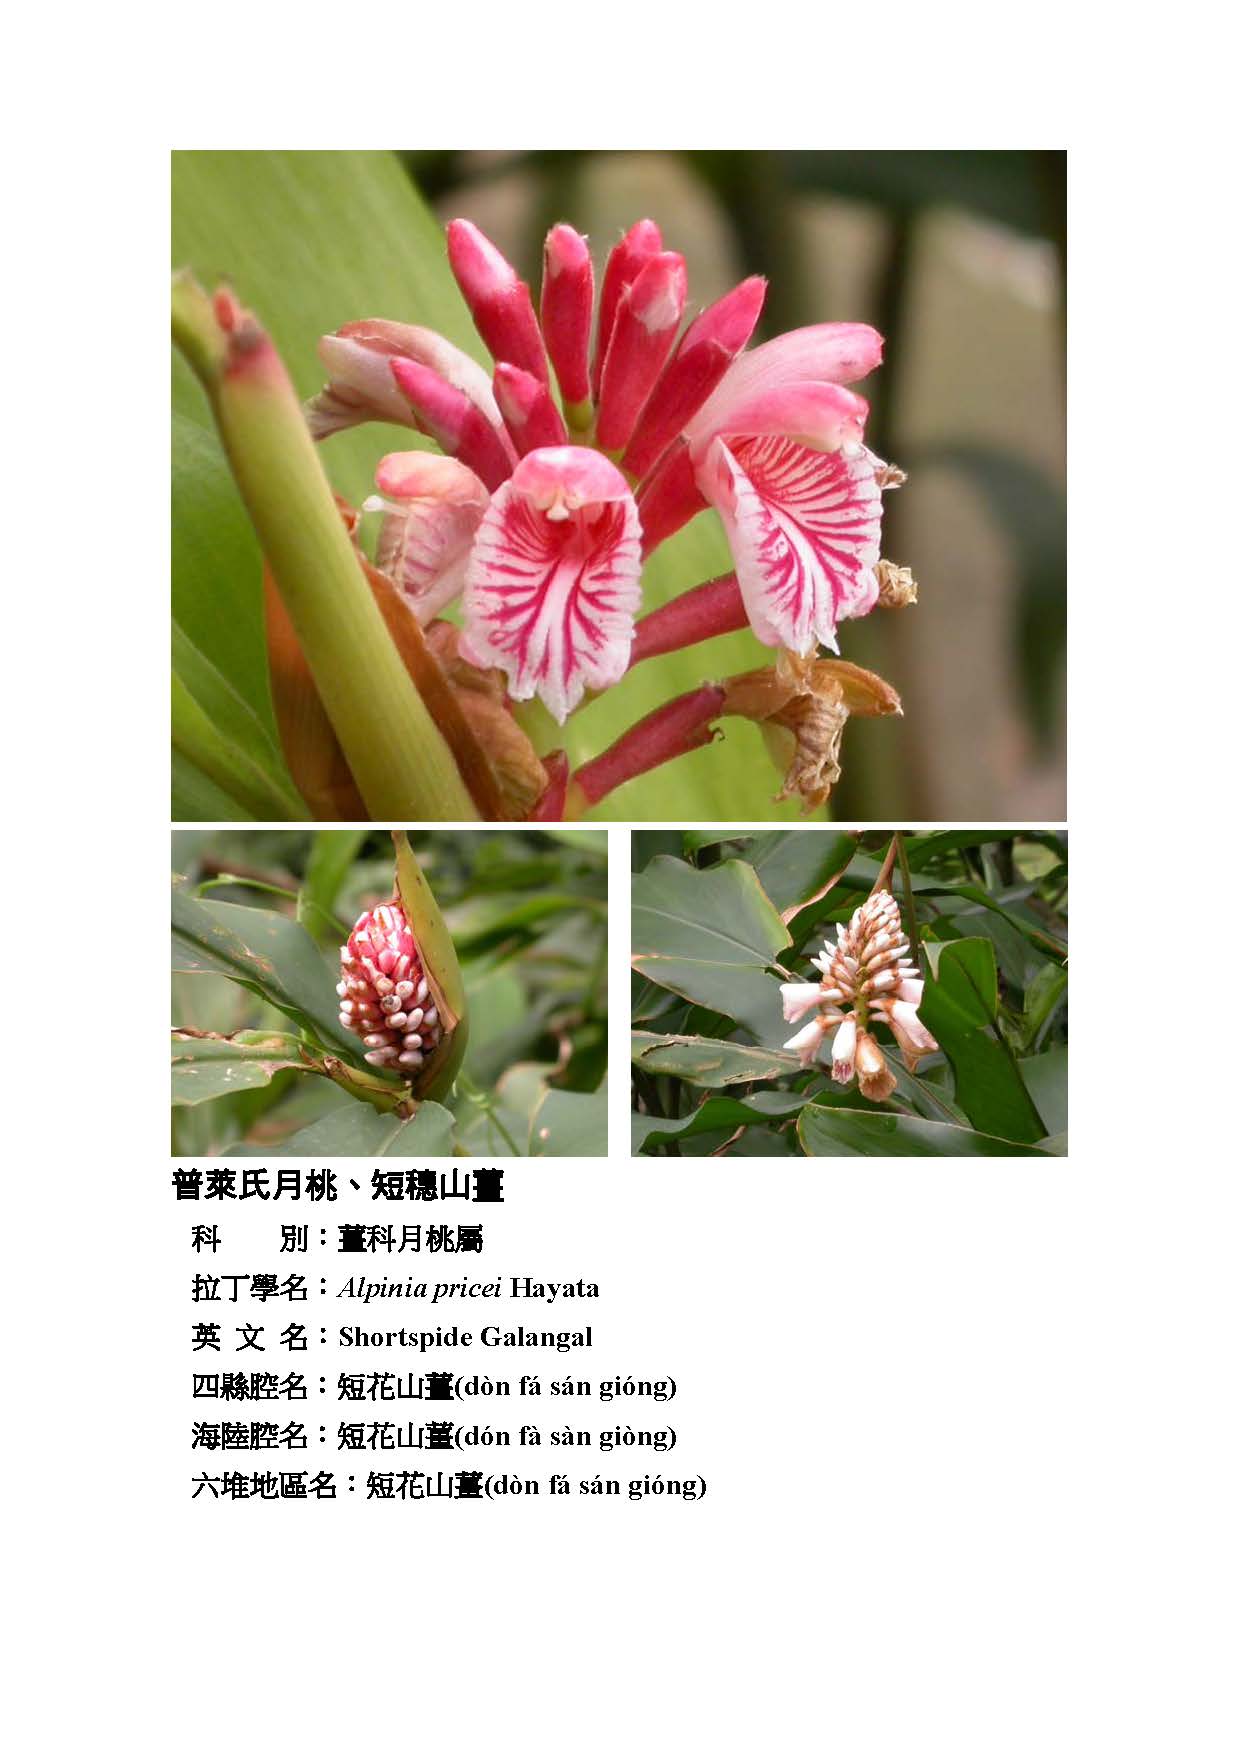 普萊氏月桃、短穗山薑
科　　別：薑科月桃屬
拉丁學名：Alpinia pricei Hayata
英 文 名：Shortspide Galangal
四縣腔名：短花山薑(dòn fá sán gióng)
海陸腔名：短花山薑(dón fà sàn giòng)
六堆地區名：短花山薑(dòn fá sán gióng)